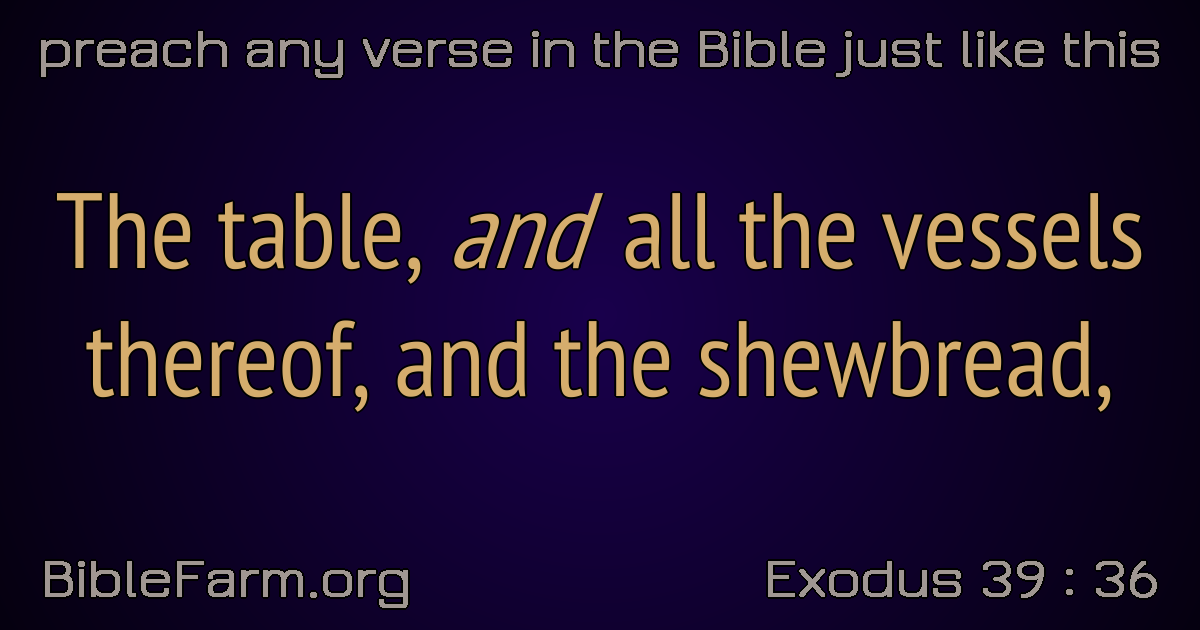 preach any verse in the Bible just like this
The table, and all the vessels
thereof, and the shewbread,
BibleFarm.org
Exodus 39 : 36